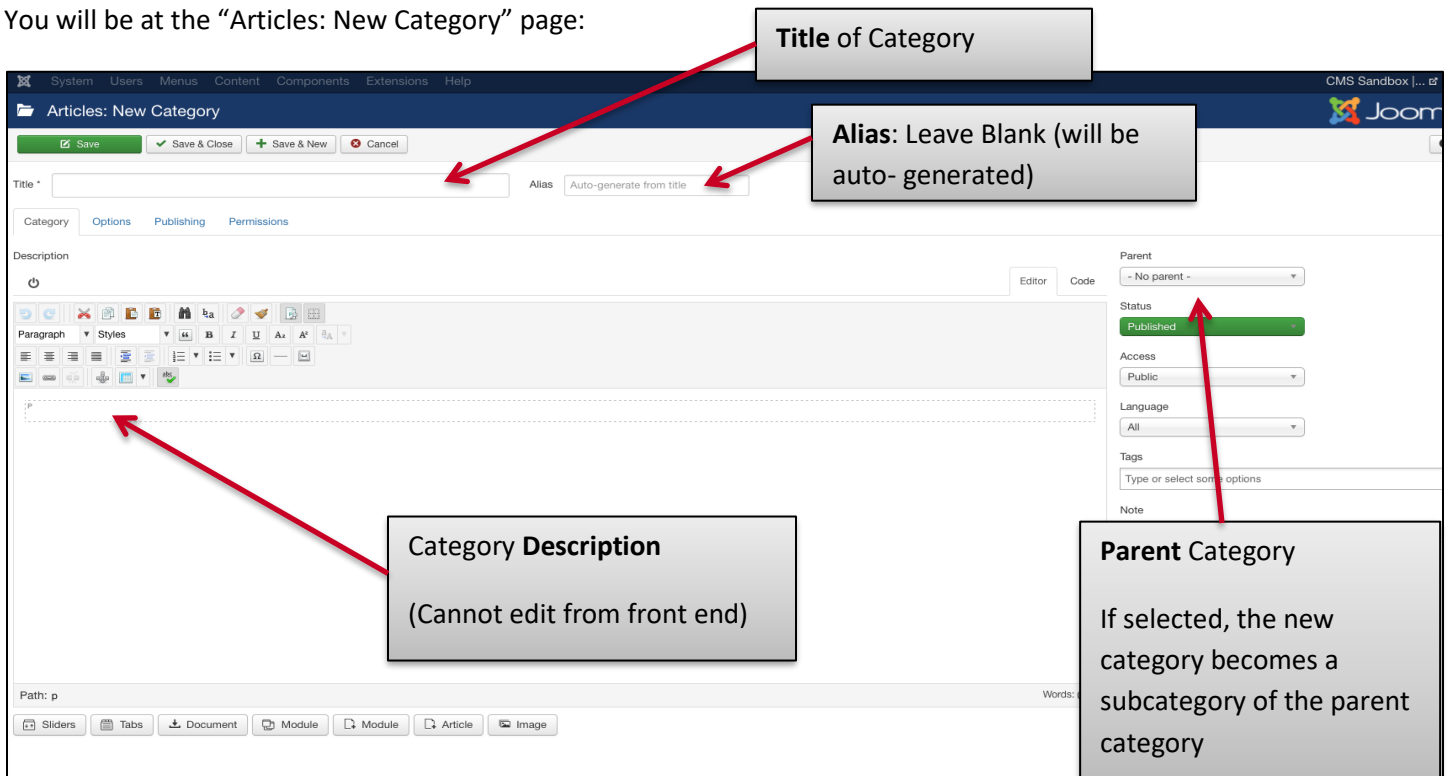 You will be at the “Articles: New Category” page:
Title of Category
System Users Menus Content Components Extensions Help
CMS Sandbox |...
Articles: New Category
Joom
Alias: Leave Blank (will be
auto- generated)
Save Save & Close Save & New Cancel
Title *
Alias Auto-generate from title
Category Options Publishing Permissions
Description
Parent
Editor Code
- No parent -
Status
Paragraph Styles
Published
Access
Public
P
Language
All
Tags
Type or select some options
Note
Category Description
(Cannot edit from front end)
Parent Category
If selected, the new
category becomes a
subcategory of the parent
category
Path: p
Words:
Sliders Tabs Document Module Module Article Image